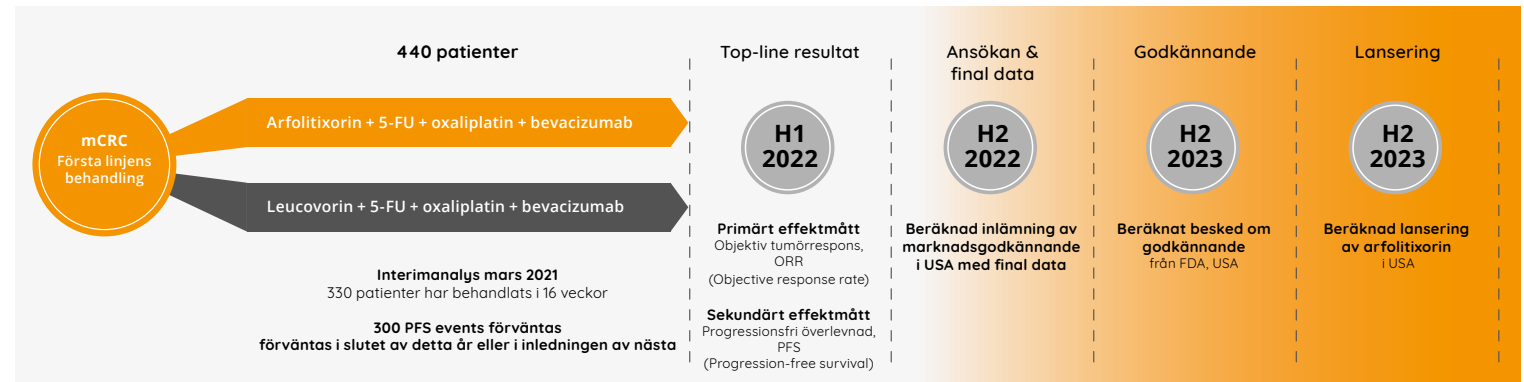 440 patienter
mCRC
Första linjens
behandling
Arfolitixorin + 5-FU + oxaliplatin + bevacizumab
Leucovorin + 5-FU + oxaliplatin + bevacizumab
Interimanalys mars 2021
330 patienter har behandlats i 16 veckor
300 PFS events förväntas
förväntas i slutet av detta år eller i inledningen av nästa
Top-line resultat
H1
2022
Primärt effektmått
Objektiv tumörrespons,
ORR
(Objective response rate)
Sekundärt effektmått
Progressionsfri överlevnad,
PFS
(Progression-free survival)
Ansökan &
final data
H2
2022
Beräknad inlämning av
marknadsgodkännande
i USA med final data
Godkännande
H2
2023
Beräknat besked om
godkännande
från FDA, USA
Lansering
H2
2023
Beräknad lansering
av arfolitixorin
i USA